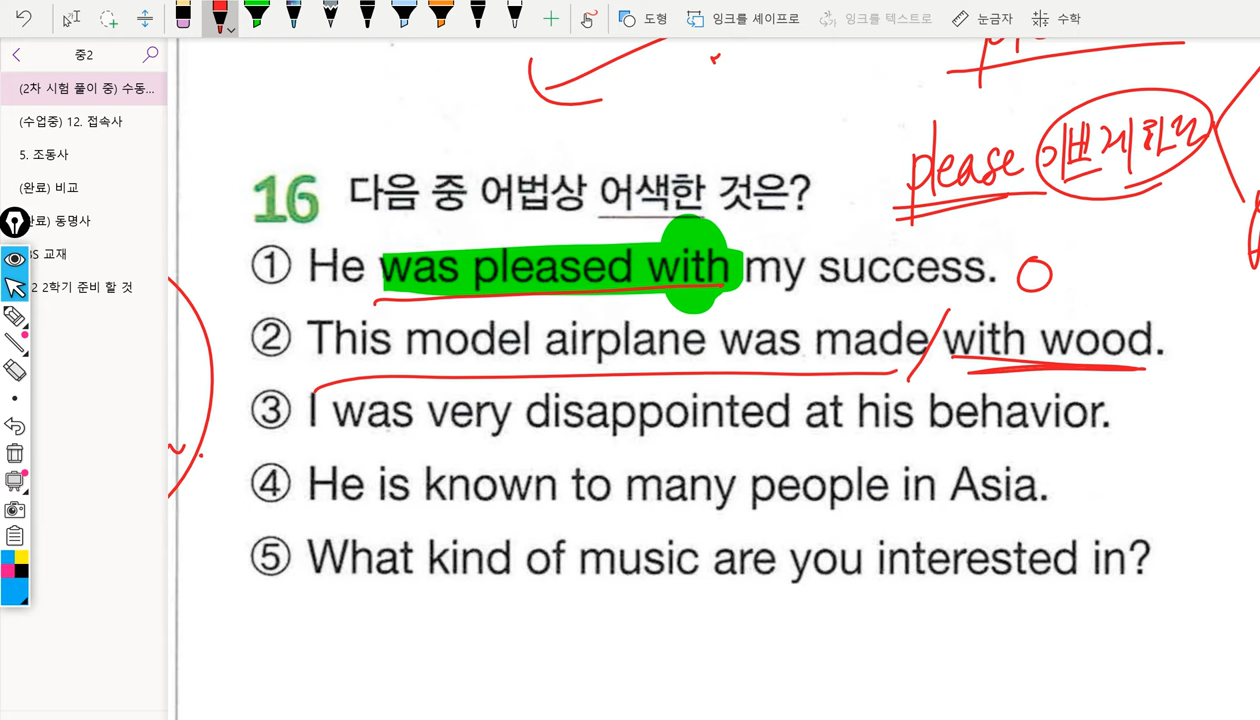 도형
잉크를 셰이프로
잉크를 텍스트로
눈금자
수학
중2
(2차 시험 풀이 중) 수동...
(수업중) 12. 접속사
5. 조동사
(완료) 비교
료) 동명사
교재
2 2학기 준비 할 것
please 기쁘게 한다
16 다음 중 어법상 어색한 것은?
① He was pleased with my success.
② This model airplane was made / with wood.
③ I was very disappointed at his behavior.
④ He is known to many people in Asia.
⑤ What kind of music are you interested in?